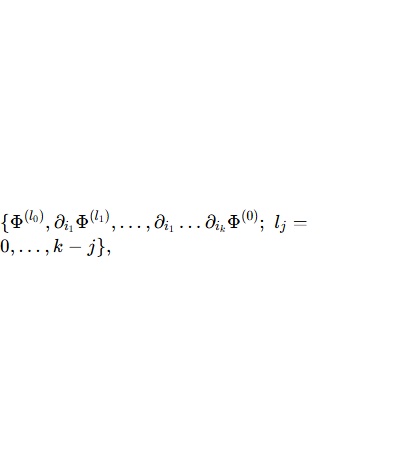 {Φ^{(l_0)}, ∂_{i_1}Φ^{(l_1)}, …, ∂_{i_1} … ∂_{i_k}Φ^{(0)}; l_j =
0, …, k − j},